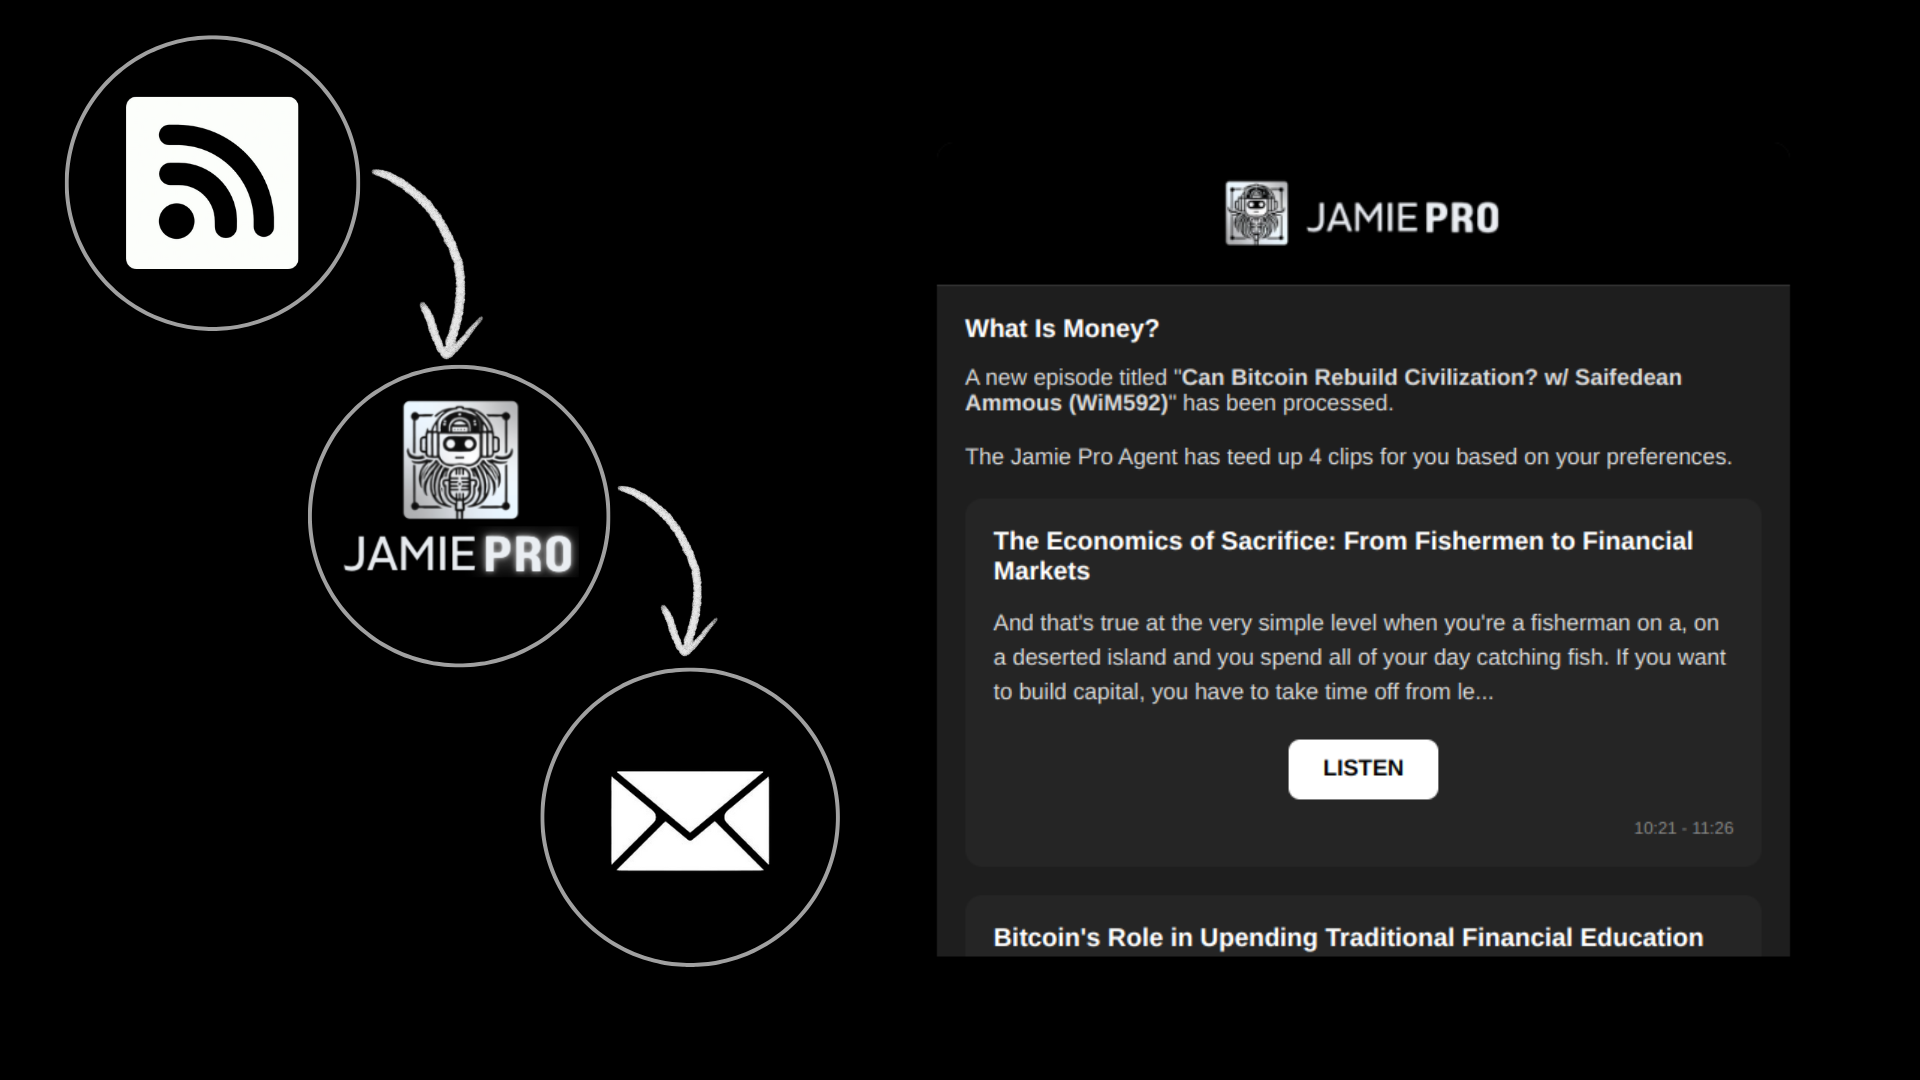 JAMIE PRO
JAMIE PRO
What Is Money?
A new episode titled "Can Bitcoin Rebuild Civilization? w/ Saifedean
Ammous (WiM592)" has been processed.
The Jamie Pro Agent has teed up 4 clips for you based on your preferences.
The Economics of Sacrifice: From Fishermen to Financial
Markets
And that's true at the very simple level when you're a fisherman on a, on
a deserted island and you spend all of your day catching fish. If you want
to build capital, you have to take time off from le...
LISTEN
10:21 - 11:26
Bitcoin's Role in Upending Traditional Financial Education